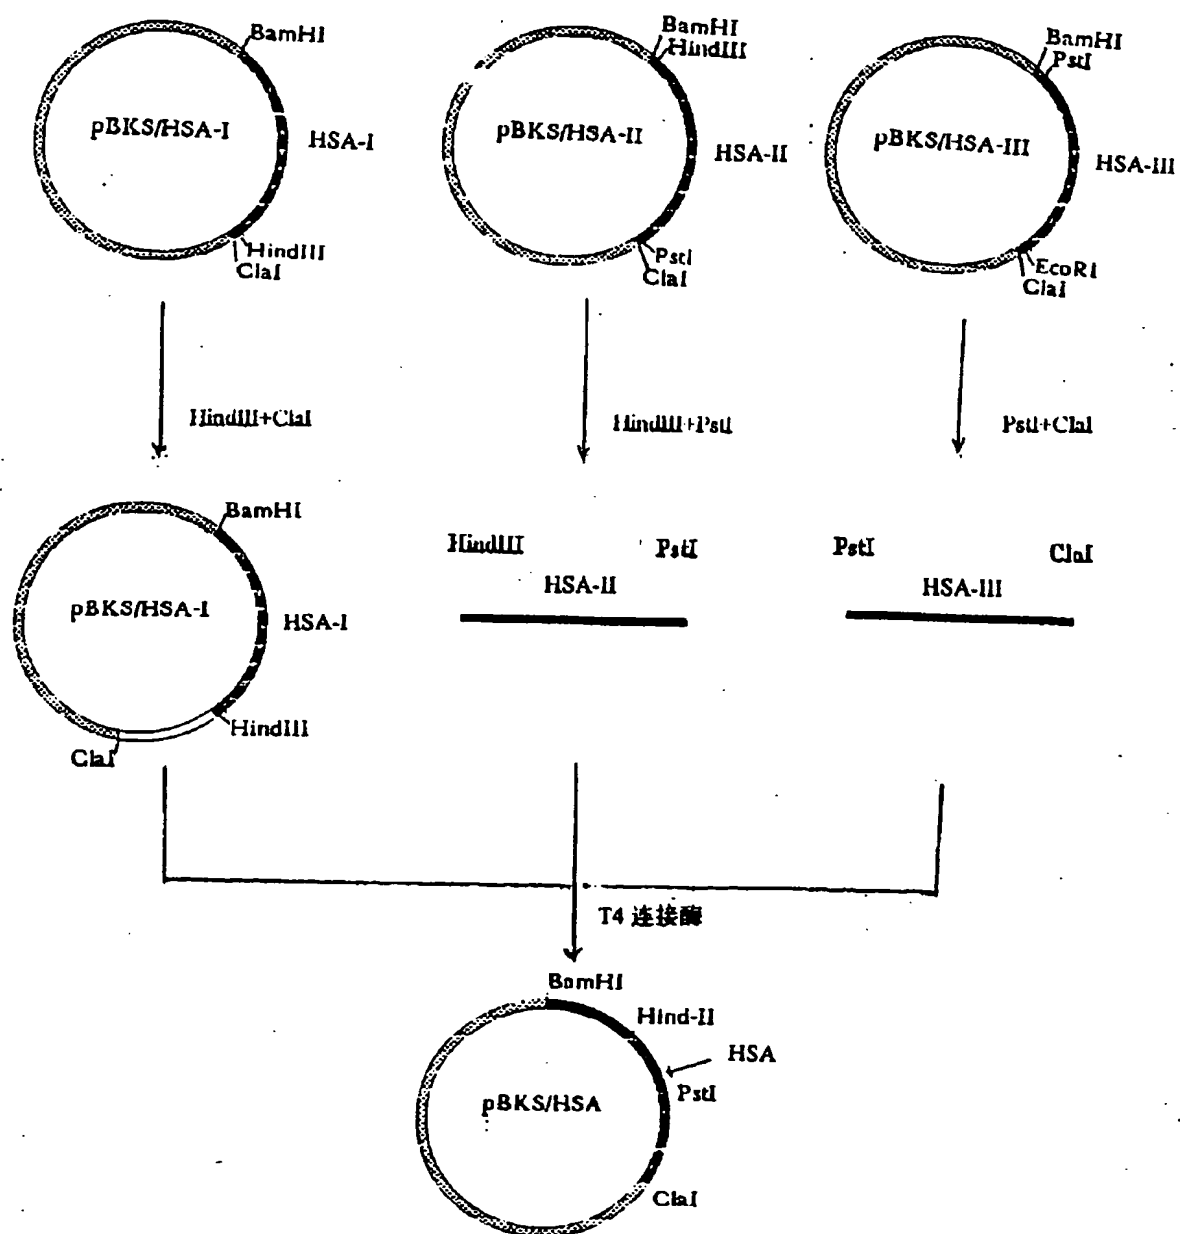 BamHI
pBKS/HSA-I
HSA-I
HindIII
ClaI
BamHI
HindIII
pBKS/HSA-II
HSA-II
PstI
ClaI
BamHI
PstI
pBKS/HSA-III
HSA-III
EcoRI
ClaI
HindIII+ClaI
HindIII+PstI
PstI+ClaI
BamHI
pBKS/HSA-I
HSA-I
HindIII
ClaI
HindIII
PstI
HSA-II
PstI
ClaI
HSA-III
T4 连接酶
BamHI
Hind-II
HSA
PstI
pBKS/HSA
ClaI